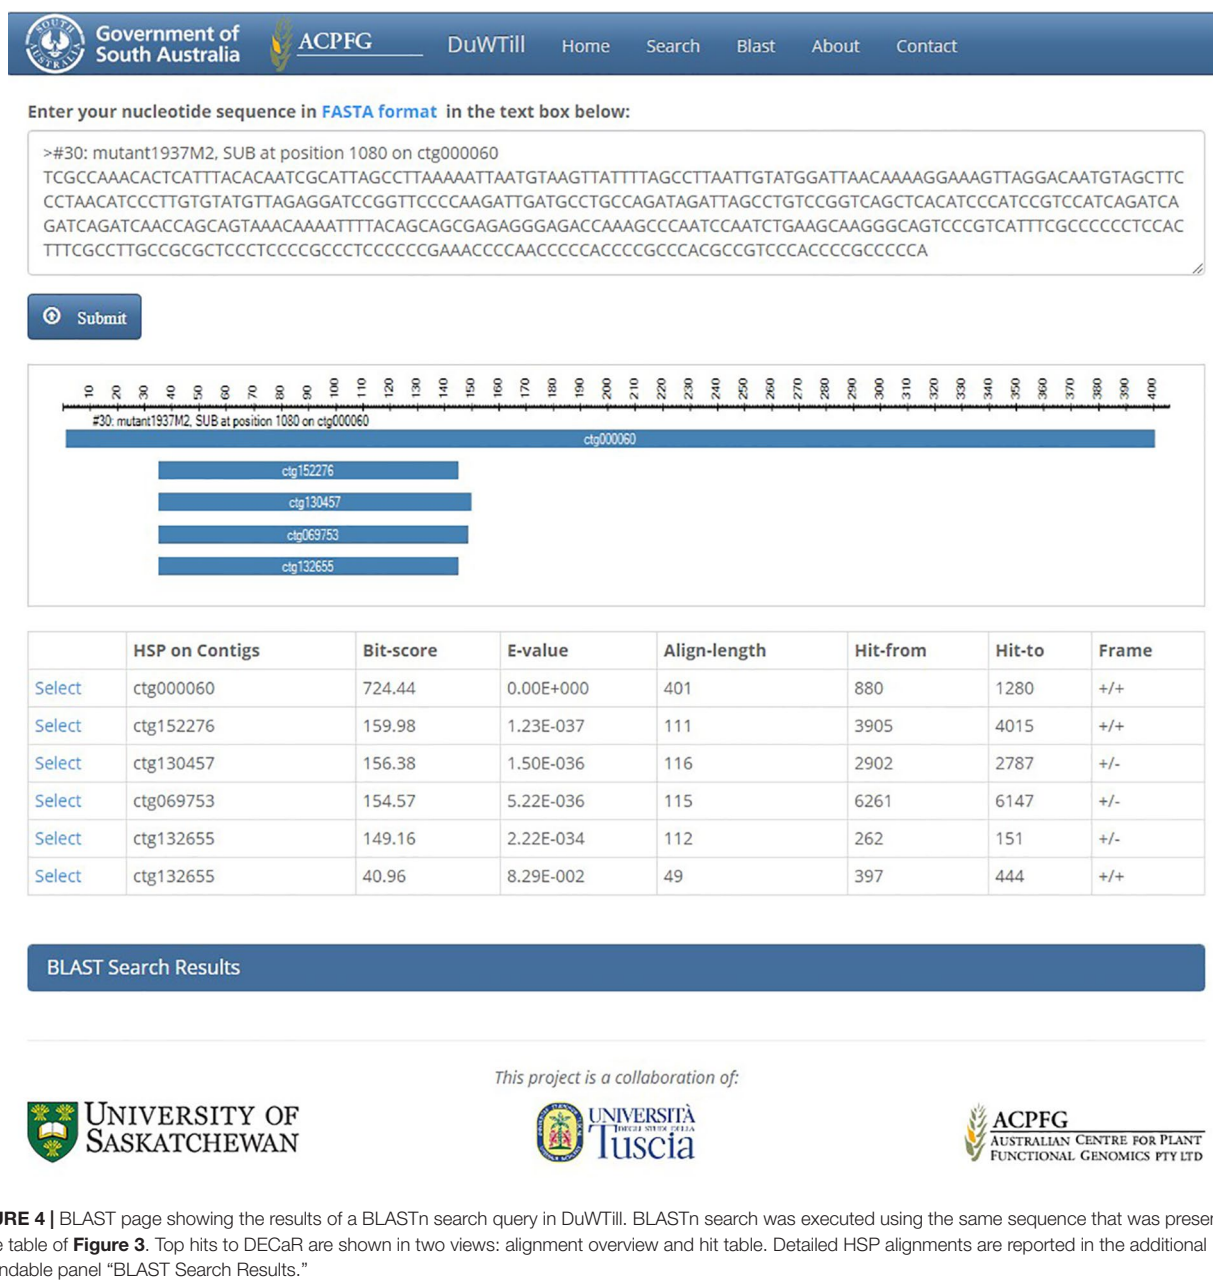 Government of
South Australia
SOUTH
AUSTRALIA
ACPFG
DuWTill Home Search Blast About Contact
Enter your nucleotide sequence in FASTA format in the text box below:
>#30: mutant1937M2, SUB at position 1080 on ctg000060
TCGCCAAACACTCATTTACACAATCGCATTAGCCTTAAAAATTAATGTAAGTTATTTTAGCCTTAATTGTATGGATTAACAAAAGGAAAGTTAGGACAATGTAGCTTC
CCTAACATCCCTTGTGTATGTTAGAGGATCCGGTTCCCCAAGATTGATGCCTGCCAGATAGATTAGCCTGTCCGGTCAGCTCACATCCCATCCGTCCATCAGATCA
GATCAGATCAACCAGCAGTAAACAAAATTTTACAGCAGCGAGAGGGAGACCAAAGCCCAATCCAATCTGAAGCAAGGGCAGTCCCGTCATTTCGCCCCCCTCCAC
TTTCGCCTTGCCGCGCTCCCTCCCCGCCCTCCCCCCGAAACCCCAACCCCCACCCCGCCCACGCCGTCCCACCCCGCCCCCA
Submit
10 20 30 40 50 60 70 80 90 100 110 120 130 140 150 160 170 180 190 200 210 220 230 240 250 260 270 280 290 300 310 320 330 340 350 360 370 380 390 400
#30: mutant1937M2, SUB at position 1080 on ctg000060
ctg000060
ctg152276
ctg130457
ctg069753
ctg132655
HSP on Contigs Bit-score E-value Align-length Hit-from Hit-to Frame
Select ctg000060 724.44 0.00E+000 401 880 1280 +/+
Select ctg152276 159.98 1.23E-037 111 3905 4015 +/+
Select ctg130457 156.38 1.50E-036 116 2902 2787 +/-
Select ctg069753 154.57 5.22E-036 115 6261 6147 +/-
Select ctg132655 149.16 2.22E-034 112 262 151 +/-
Select ctg132655 40.96 8.29E-002 49 397 444 +/+
BLAST Search Results
This project is a collaboration of:
UNIVERSITY OF
SASKATCHEWAN
UNIVERSITÀ
DEGLI STUDI DELLA
Tuscia
ACPFG
AUSTRALIAN CENTRE FOR PLANT
FUNCTIONAL GENOMICS PTY LTD
URE 4 | BLAST page showing the results of a BLASTn search query in DuWTill. BLASTn search was executed using the same sequence that was presen
e table of Figure 3. Top hits to DECaR are shown in two views: alignment overview and hit table. Detailed HSP alignments are reported in the additional
ndable panel “BLAST Search Results.”